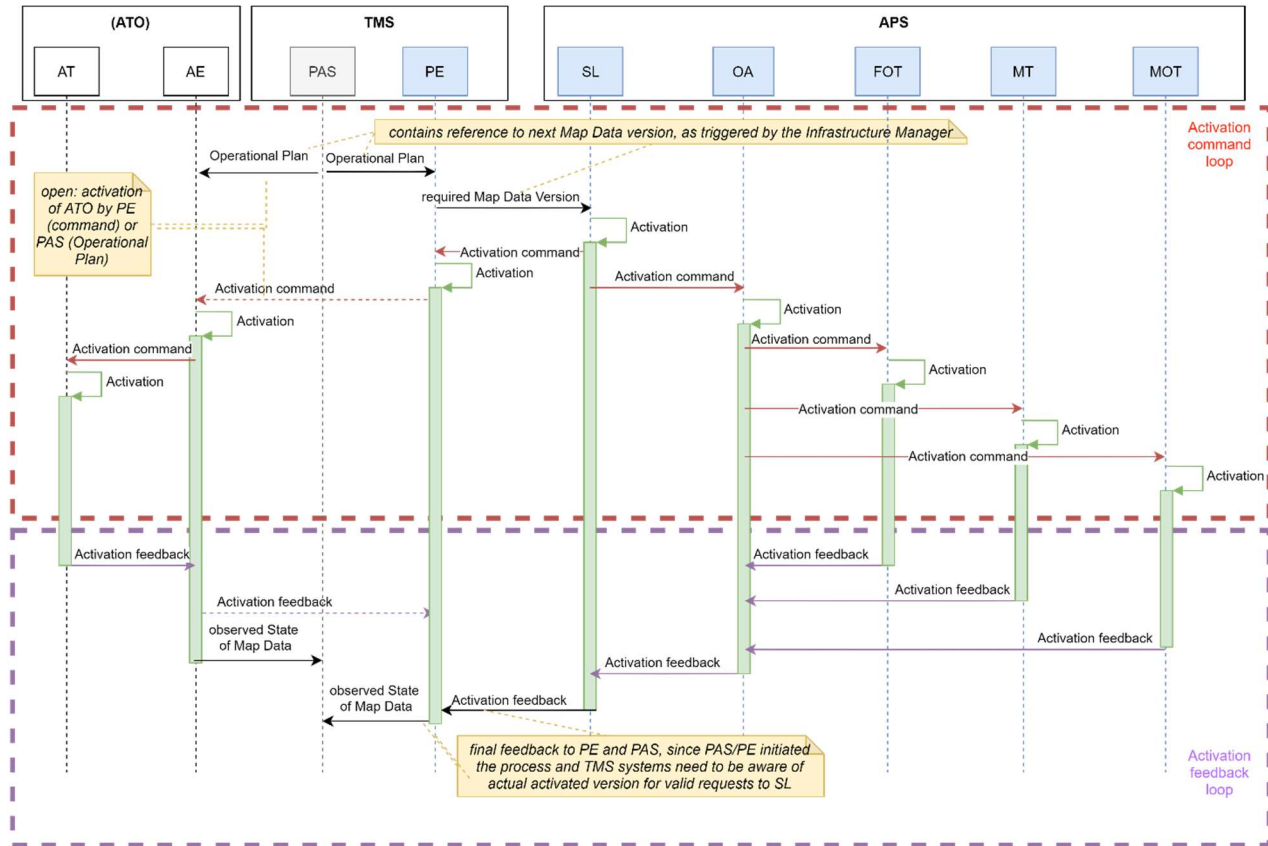 (ATO)
TMS
APS
AT
AE
PAS
PE
SL
OA
FOT
MT
MOT
contains reference to next Map Data version, as triggered by the Infrastructure Manager
Activation
command
loop
Operational Plan
Operational Plan
open: activation
of ATO by PE
(command) or
PAS (Operational
Plan)
required Map Data Version
Activation
Activation command
Activation
Activation command
Activation command
Activation
Activation
Activation command
Activation command
Activation
Activation
Activation command
Activation
Activation command
Activation
Activation feedback
Activation feedback
Activation feedback
Activation feedback
observed State
of Map Data
Activation feedback
Activation feedback
observed State
of Map Data
Activation feedback
final feedback to PE and PAS, since PAS/PE initiated
the process and TMS systems need to be aware of
actual activated version for valid requests to SL
Activation
feedback
loop